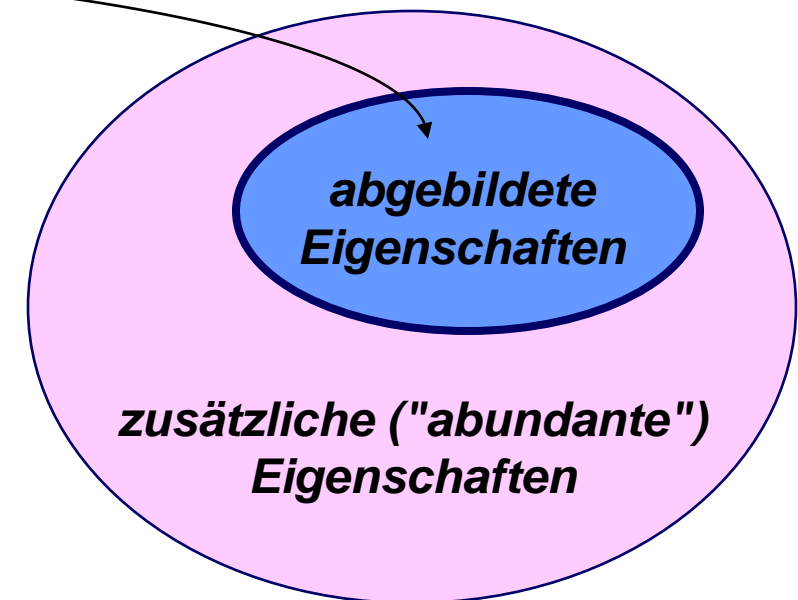 abgebildete
Eigenschaften
zusätzliche ("abundante")
Eigenschaften